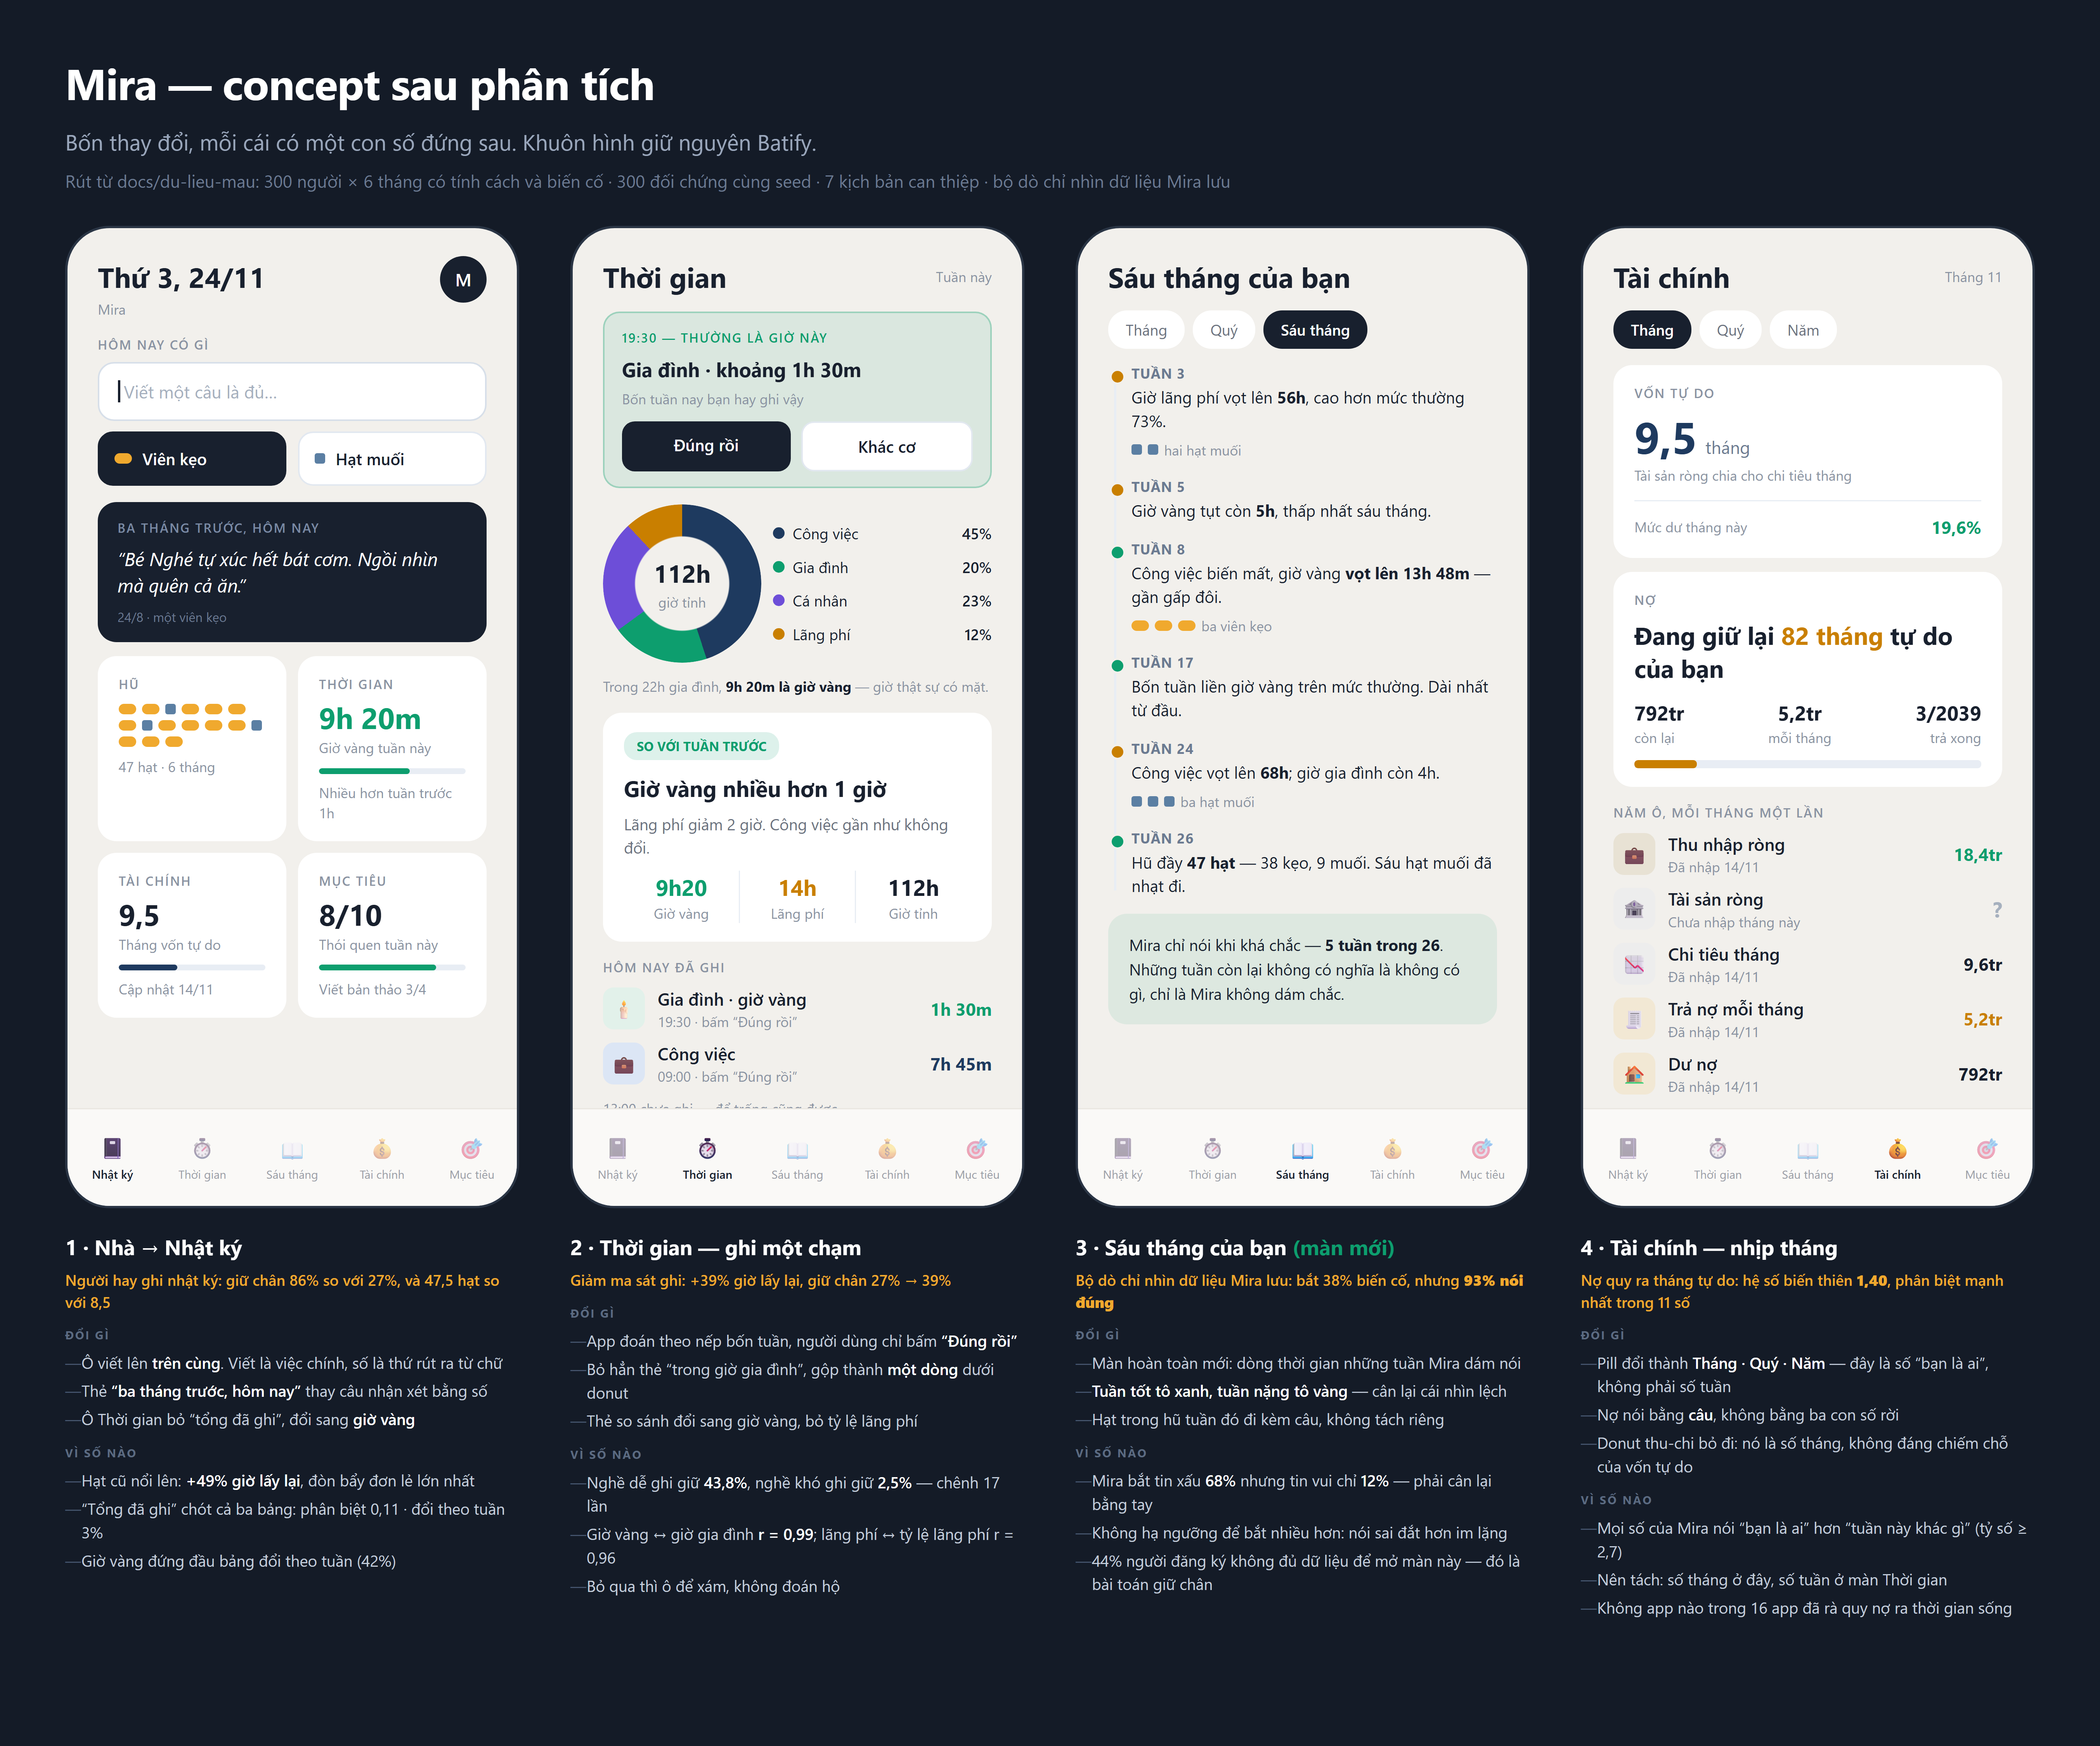 Mira — concept sau phân tích
Bốn thay đổi, mỗi cái có một con số đứng sau. Khuôn hình giữ nguyên Batify.
Rút từ docs/du-lieu-mau: 300 người × 6 tháng có tính cách và biến cố · 300 đối chứng cùng seed · 7 kịch bản can thiệp · bộ dò chỉ nhìn dữ liệu Mira lưu
Thứ 3, 24/11
M
Mira
HÔM NAY CÓ GÌ
Viết một câu là đủ...
Viên kẹo
Hạt muối
BA THÁNG TRƯỚC, HÔM NAY
“Bé Nghé tự xúc hết bát cơm. Ngồi nhìn
mà quên cả ăn.”
24/8 · một viên kẹo
HŨ
47 hạt · 6 tháng
THỜI GIAN
9h 20m
Giờ vàng tuần này
Nhiều hơn tuần trước
1h
TÀI CHÍNH
9,5
Tháng vốn tự do
Cập nhật 14/11
MỤC TIÊU
8/10
Thói quen tuần này
Viết bản thảo 3/4
Nhật ký
Thời gian
Sáu tháng
Tài chính
Mục tiêu
Thời gian
Tuần này
19:30 — THƯỜNG LÀ GIỜ NÀY
Gia đình · khoảng 1h 30m
Bốn tuần nay bạn hay ghi vậy
Đúng rồi
Khác cơ
112h
giờ tỉnh
Công việc 45%
Gia đình 20%
Cá nhân 23%
Lãng phí 12%
Trong 22h gia đình, 9h 20m là giờ vàng — giờ thật sự có mặt.
SO VỚI TUẦN TRƯỚC
Giờ vàng nhiều hơn 1 giờ
Lãng phí giảm 2 giờ. Công việc gần như không
đổi.
9h20
Giờ vàng
14h
Lãng phí
112h
Giờ tỉnh
HÔM NAY ĐÃ GHI
Gia đình · giờ vàng
19:30 · bấm “Đúng rồi”
1h 30m
Công việc
09:00 · bấm “Đúng rồi”
7h 45m
13:00 chưa ghi — để trống cũng được
Nhật ký
Thời gian
Sáu tháng
Tài chính
Mục tiêu
Sáu tháng của bạn
Tháng
Quý
Sáu tháng
TUẦN 3
Giờ lãng phí vọt lên 56h, cao hơn mức thường
73%.
hai hạt muối
TUẦN 5
Giờ vàng tụt còn 5h, thấp nhất sáu tháng.
TUẦN 8
Công việc biến mất, giờ vàng vọt lên 13h 48m —
gần gấp đôi.
ba viên kẹo
TUẦN 17
Bốn tuần liền giờ vàng trên mức thường. Dài nhất
từ đầu.
TUẦN 24
Công việc vọt lên 68h; giờ gia đình còn 4h.
ba hạt muối
TUẦN 26
Hũ đầy 47 hạt — 38 kẹo, 9 muối. Sáu hạt muối đã
nhạt đi.
Mira chỉ nói khi khá chắc — 5 tuần trong 26.
Những tuần còn lại không có nghĩa là không có
gì, chỉ là Mira không dám chắc.
Nhật ký
Thời gian
Sáu tháng
Tài chính
Mục tiêu
Tài chính
Tháng 11
Tháng
Quý
Năm
VỐN TỰ DO
9,5 tháng
Tài sản ròng chia cho chi tiêu tháng
Mức dư tháng này
19,6%
NỢ
Đang giữ lại 82 tháng tự do
của bạn
792tr
còn lại
5,2tr
mỗi tháng
3/2039
trả xong
NĂM Ô, MỖI THÁNG MỘT LẦN
Thu nhập ròng
Đã nhập 14/11
18,4tr
Tài sản ròng
Chưa nhập tháng này
?
Chi tiêu tháng
Đã nhập 14/11
9,6tr
Trả nợ mỗi tháng
Đã nhập 14/11
5,2tr
Dư nợ
Đã nhập 14/11
792tr
Nhật ký
Thời gian
Sáu tháng
Tài chính
Mục tiêu
1 · Nhà → Nhật ký
Người hay ghi nhật ký: giữ chân 86% so với 27%, và 47,5 hạt so
với 8,5
ĐỔI GÌ
—Ô viết lên trên cùng. Viết là việc chính, số là thứ rút ra từ chữ
—Thẻ “ba tháng trước, hôm nay” thay câu nhận xét bằng số
—Ô Thời gian bỏ “tổng đã ghi”, đổi sang giờ vàng
VÌ SỐ NÀO
—Hạt cũ nổi lên: +49% giờ lấy lại, đòn bẩy đơn lẻ lớn nhất
—“Tổng đã ghi” chót cả ba bảng: phân biệt 0,11 · đổi theo tuần
3%
—Giờ vàng đứng đầu bảng đổi theo tuần (42%)
2 · Thời gian — ghi một chạm
Giảm ma sát ghi: +39% giờ lấy lại, giữ chân 27% → 39%
ĐỔI GÌ
—App đoán theo nếp bốn tuần, người dùng chỉ bấm “Đúng rồi”
—Bỏ hẳn thẻ “trong giờ gia đình”, gộp thành một dòng dưới
donut
—Thẻ so sánh đổi sang giờ vàng, bỏ tỷ lệ lãng phí
VÌ SỐ NÀO
—Nghề dễ ghi giữ 43,8%, nghề khó ghi giữ 2,5% — chênh 17
lần
—Giờ vàng ↔ giờ gia đình r = 0,99; lãng phí ↔ tỷ lệ lãng phí r =
0,96
—Bỏ qua thì ô để xám, không đoán hộ
3 · Sáu tháng của bạn (màn mới)
Bộ dò chỉ nhìn dữ liệu Mira lưu: bắt 38% biến cố, nhưng 93% nói
đúng
ĐỔI GÌ
—Màn hoàn toàn mới: dòng thời gian những tuần Mira dám nói
—Tuần tốt tô xanh, tuần nặng tô vàng — cân lại cái nhìn lệch
—Hạt trong hũ tuần đó đi kèm câu, không tách riêng
VÌ SỐ NÀO
—Mira bắt tin xấu 68% nhưng tin vui chỉ 12% — phải cân lại
bằng tay
—Không hạ ngưỡng để bắt nhiều hơn: nói sai đắt hơn im lặng
—44% người đăng ký không đủ dữ liệu để mở màn này — đó là
bài toán giữ chân
4 · Tài chính — nhịp tháng
Nợ quy ra tháng tự do: hệ số biến thiên 1,40, phân biệt mạnh
nhất trong 11 số
ĐỔI GÌ
—Pill đổi thành Tháng · Quý · Năm — đây là số “bạn là ai”,
không phải số tuần
—Nợ nói bằng câu, không bằng ba con số rời
—Donut thu-chi bỏ đi: nó là số tháng, không đáng chiếm chỗ
của vốn tự do
VÌ SỐ NÀO
—Mọi số của Mira nói “bạn là ai” hơn “tuần này khác gì” (tỷ số ≥
2,7)
—Nên tách: số tháng ở đây, số tuần ở màn Thời gian
—Không app nào trong 16 app đã rà quy nợ ra thời gian sống